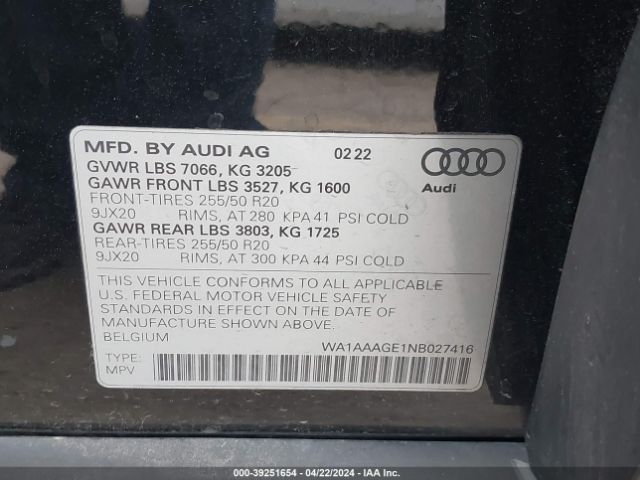 MFD. BY AUDI AG 02 22
GVWR LBS 7066, KG 3205
GAWR FRONT LBS 3527, KG 1600
Audi
FRONT-TIRES 255/50 R20
9JX20 RIMS, AT 280 KPA 41 PSI COLD
GAWR REAR LBS 3803, KG 1725
REAR-TIRES 255/50 R20
9JX20 RIMS, AT 300 KPA 44 PSI COLD
THIS VEHICLE CONFORMS TO ALL APPLICABLE
U.S. FEDERAL MOTOR VEHICLE SAFETY
STANDARDS IN EFFECT ON THE DATE OF
MANUFACTURE SHOWN ABOVE.
BELGIUM
WA1AAAGE1NB027416
TYPE:
MPV
000-39251654 - 04/22/2024 - IAA Inc.